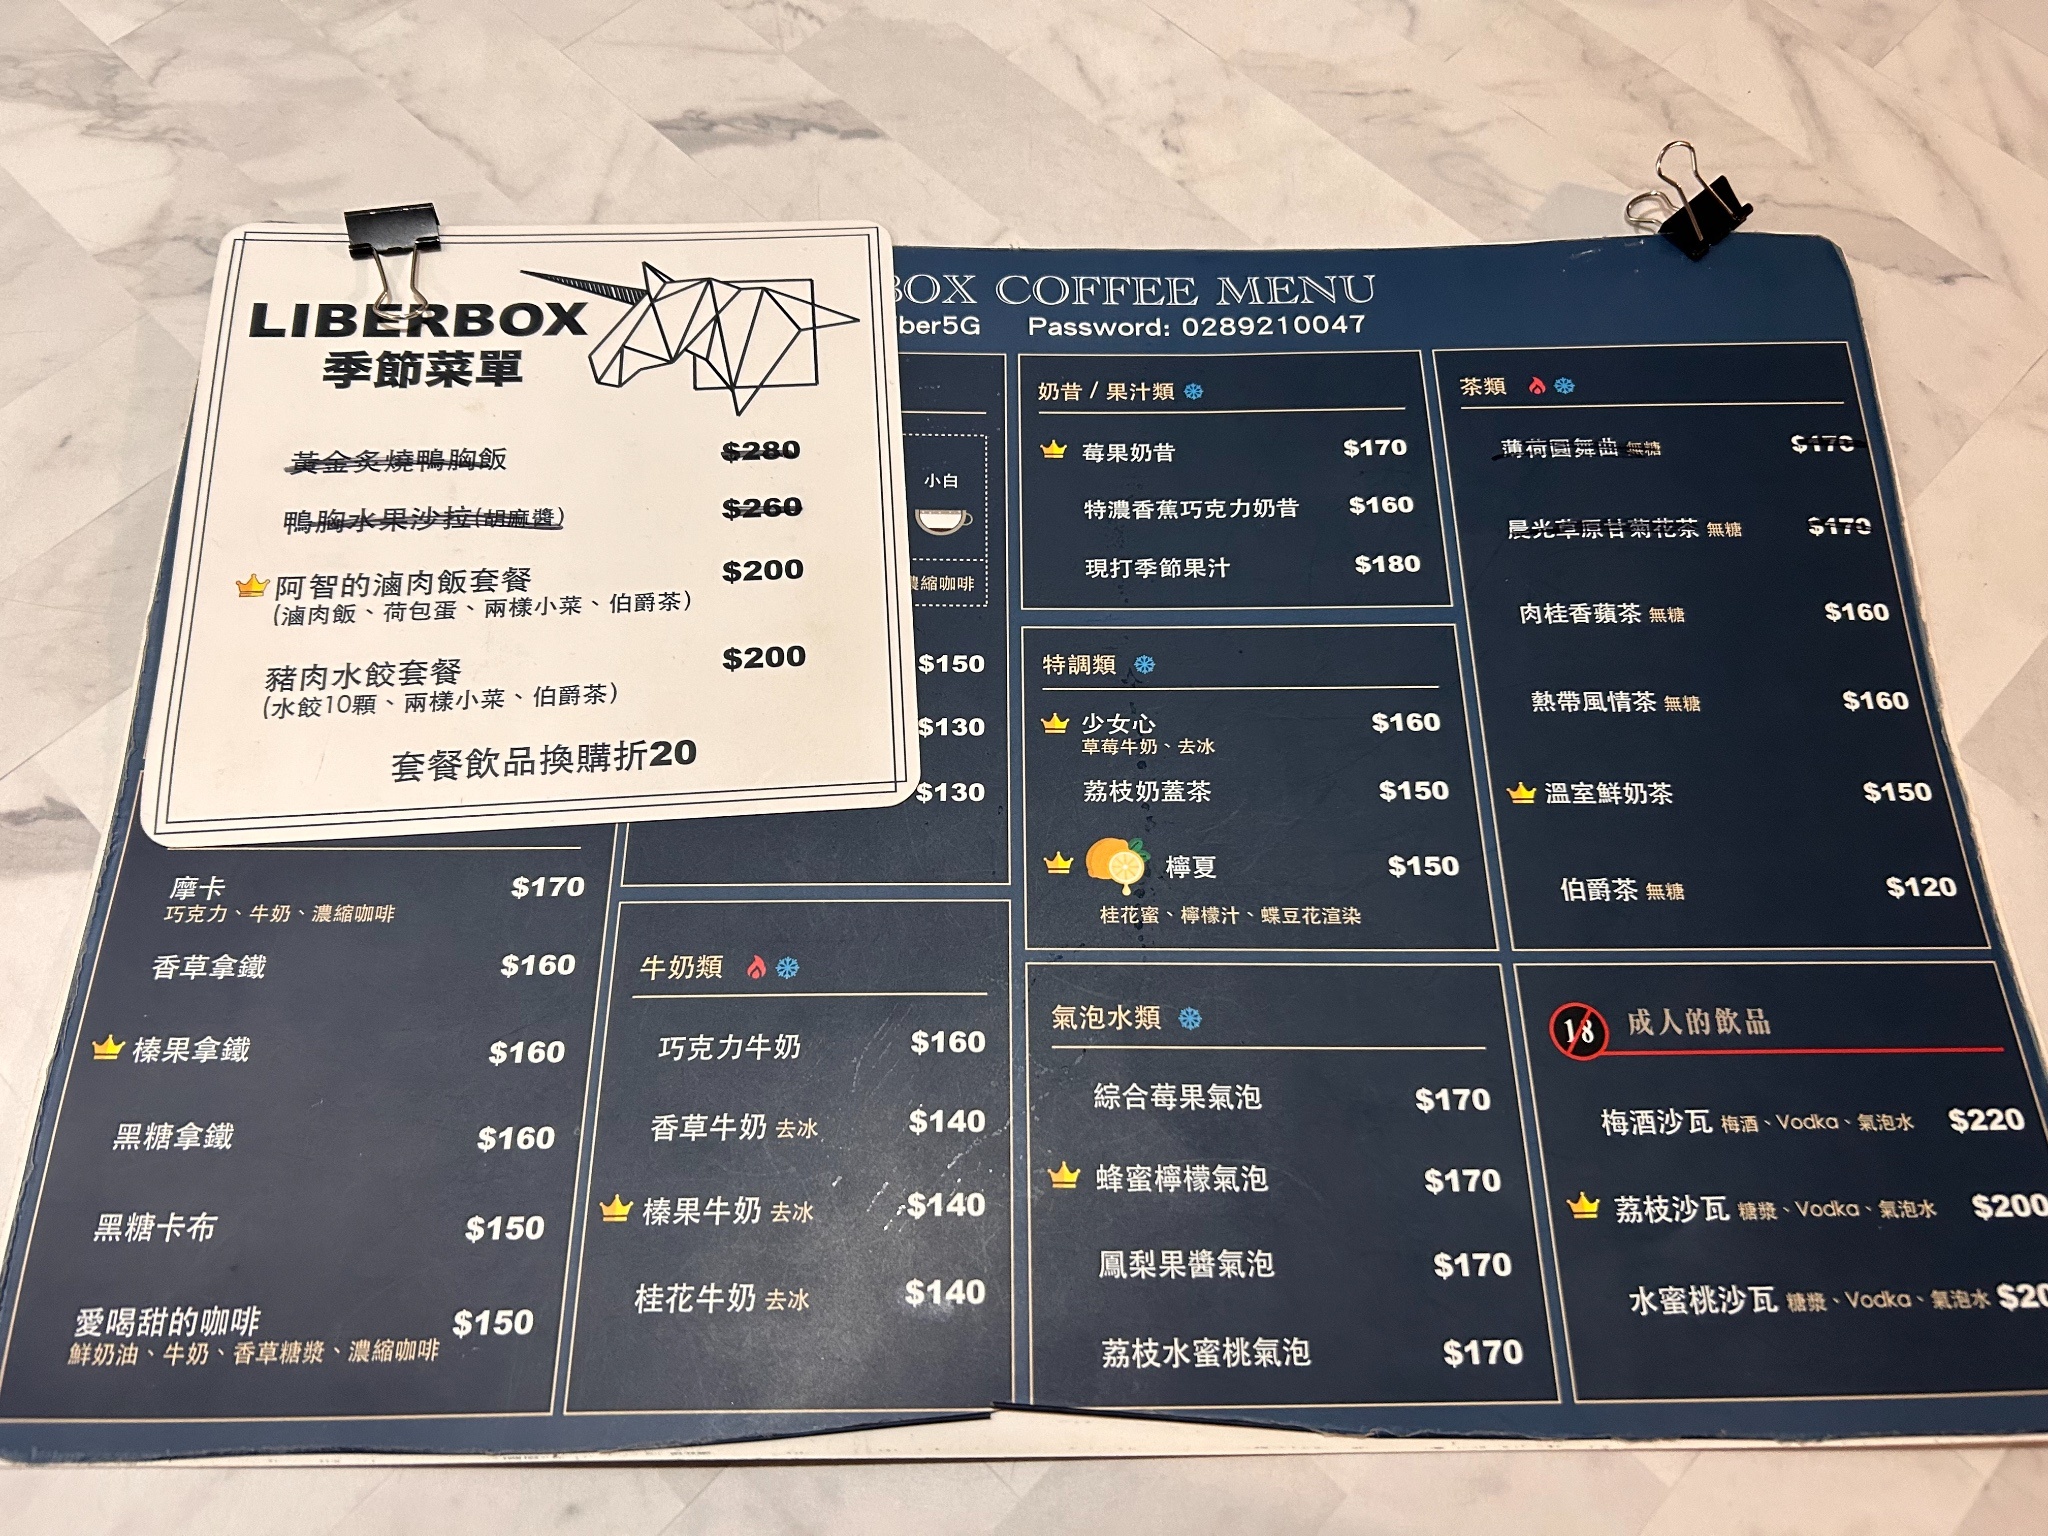 LIBERBOX
季節菜單
黃金炙燒鴨胸飯 $280
鴨胸水果沙拉(胡麻醬) $260
阿智的滷肉飯套餐 $200
(滷肉飯、荷包蛋、兩樣小菜、伯爵茶)
豬肉水餃套餐 $200
(水餃10顆、兩樣小菜、伯爵茶)
套餐飲品換購折20
BOX COFFEE MENU
ber5G Password: 0289210047
小白
濃縮咖啡
$150
$130
$130
摩卡 $170
巧克力、牛奶、濃縮咖啡
香草拿鐵 $160
榛果拿鐵 $160
黑糖拿鐵 $160
黑糖卡布 $150
愛喝甜的咖啡 $150
鮮奶油、牛奶、香草糖漿、濃縮咖啡
牛奶類
巧克力牛奶 $160
香草牛奶 去冰 $140
榛果牛奶 去冰 $140
桂花牛奶 去冰 $140
奶昔 / 果汁類
莓果奶昔 $170
特濃香蕉巧克力奶昔 $160
現打季節果汁 $180
特調類
少女心 $160
草莓牛奶、去冰
荔枝奶蓋茶 $150
檸夏 $150
桂花蜜、檸檬汁、蝶豆花渲染
氣泡水類
綜合莓果氣泡 $170
蜂蜜檸檬氣泡 $170
鳳梨果醬氣泡 $170
荔枝水蜜桃氣泡 $170
茶類
薄荷圓舞曲 無糖 $170
晨光草原甘菊花茶 無糖 $170
肉桂香蘋茶 無糖 $160
熱帶風情茶 無糖 $160
溫室鮮奶茶 $150
伯爵茶 無糖 $120
18 成人的飲品
梅酒沙瓦 梅酒、Vodka、氣泡水 $220
荔枝沙瓦 糖漿、Vodka、氣泡水 $200
水蜜桃沙瓦 糖漿、Vodka、氣泡水 $20